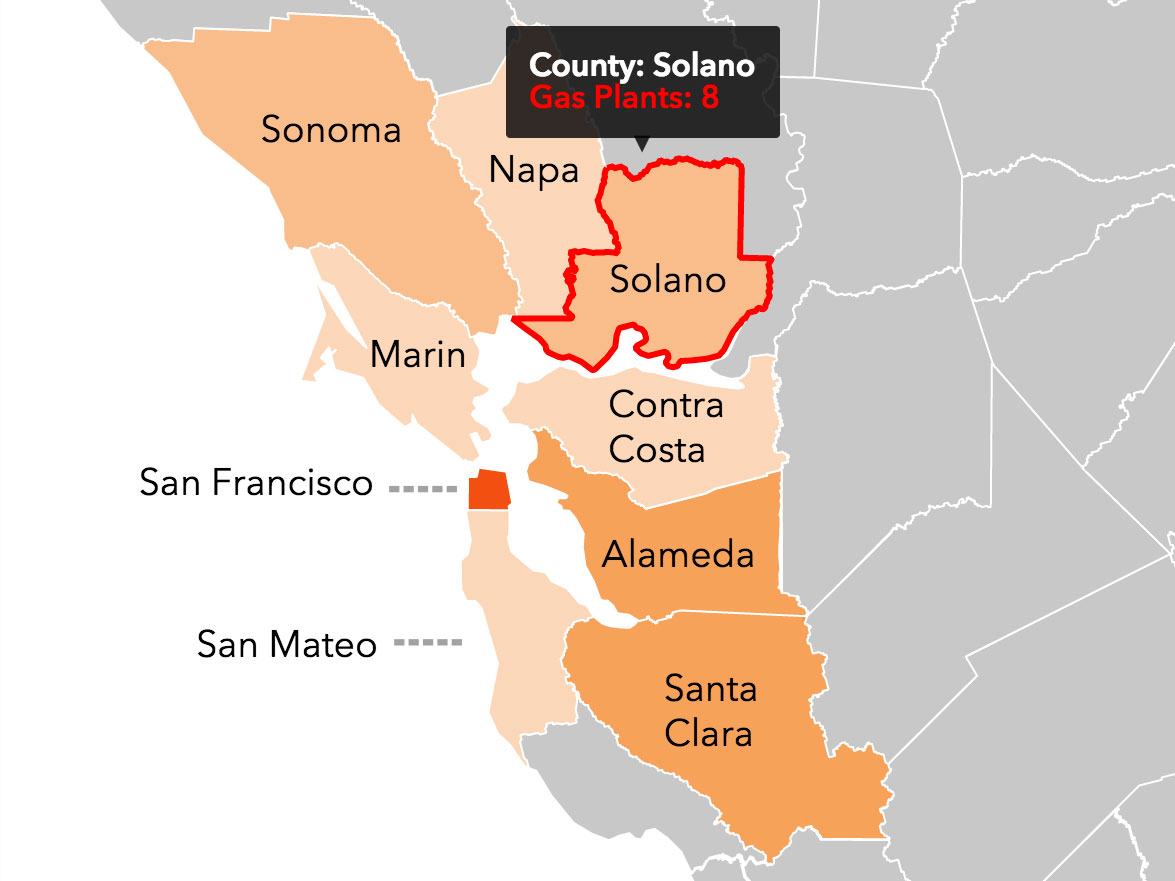 County: Solano
Gas Plants: 8
Sonoma
Napa
Solano
Marin
Contra
Costa
San Francisco
Alameda
San Mateo
Santa
Clara